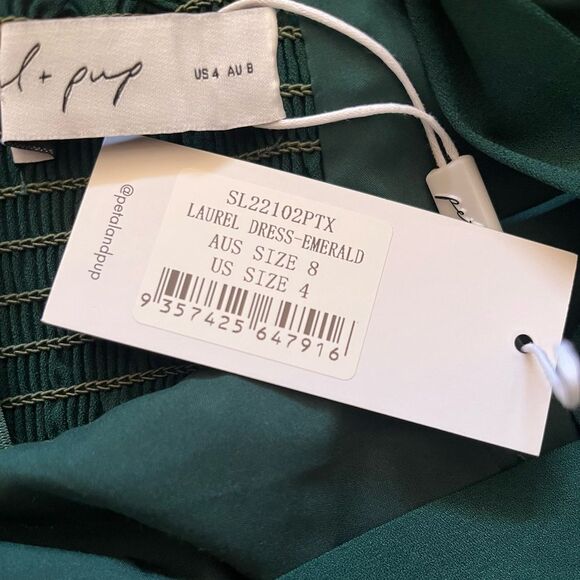 l + pup
US 4 AU 8
@petalandpup
SL22102PTX
LAUREL DRESS-EMERALD
AUS SIZE 8
US SIZE 4
9 357425 647916